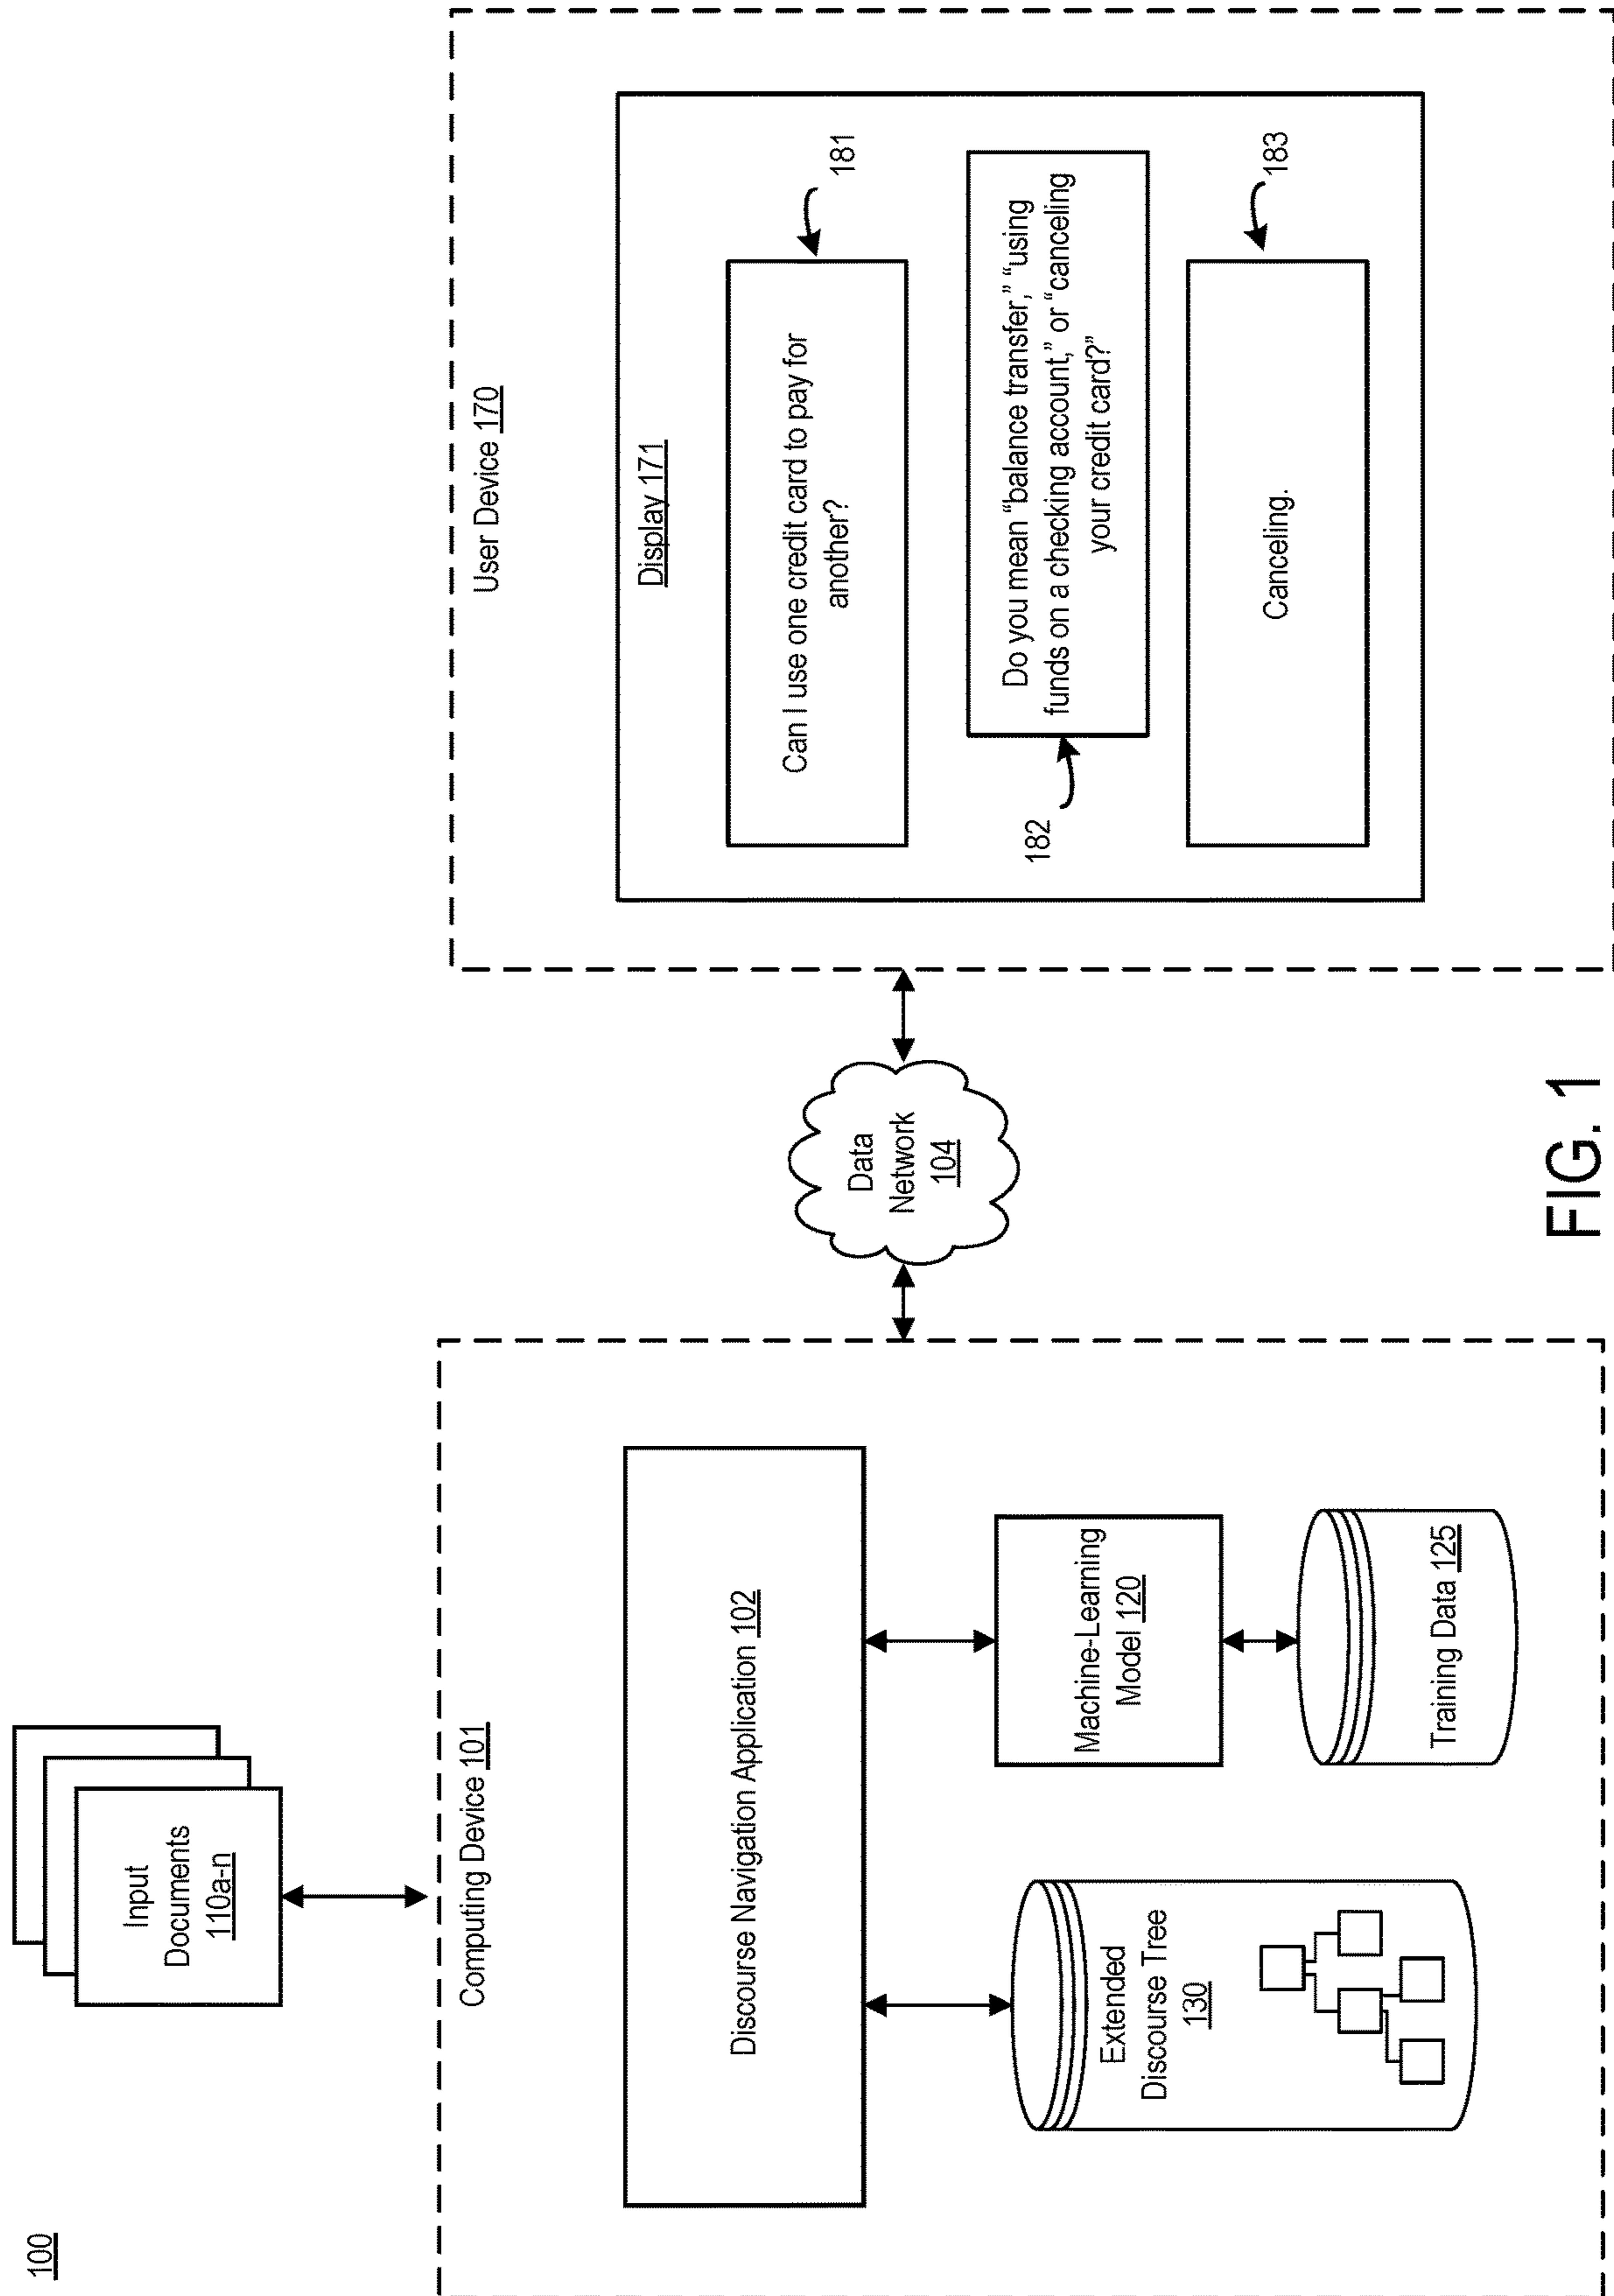 100
Input
Documents
110a-n
Computing Device 101
Discourse Navigation Application 102
Extended
Discourse Tree
130
Machine-Learning
Model 120
Training Data 125
Data
Network
104
User Device 170
Display 171
Can I use one credit card to pay for
another?
181
Do you mean “balance transfer,” “using
funds on a checking account,” or “canceling
your credit card?”
182
Canceling.
183
FIG. 1